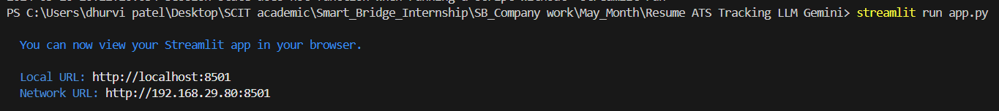 PS C:\Users\dhurvi patel\Desktop\SCIT academic\Smart_Bridge_Internship\SB_Company work\May_Month\Resume ATS Tracking LLM Gemini> streamlit run app.py
You can now view your Streamlit app in your browser.
Local URL: http://localhost:8501
Network URL: http://192.168.29.80:8501